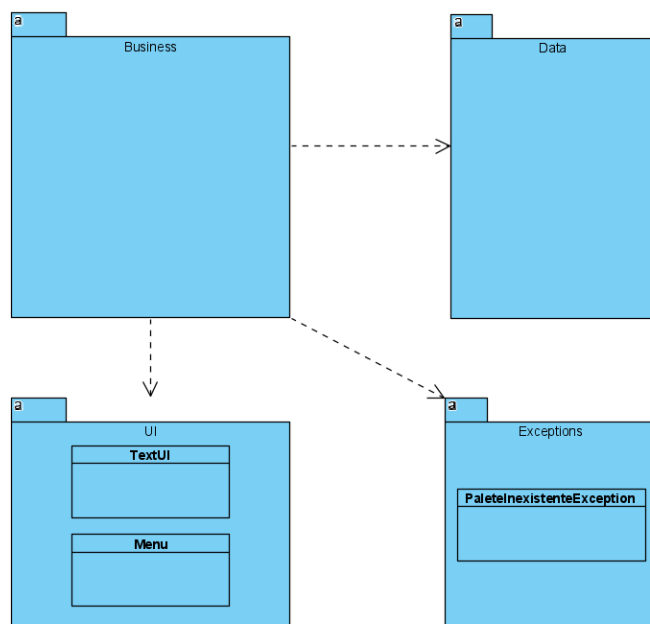 a
Business
a
Data
a
UI
TextUI
Menu
a
Exceptions
PaleteInexistenteException